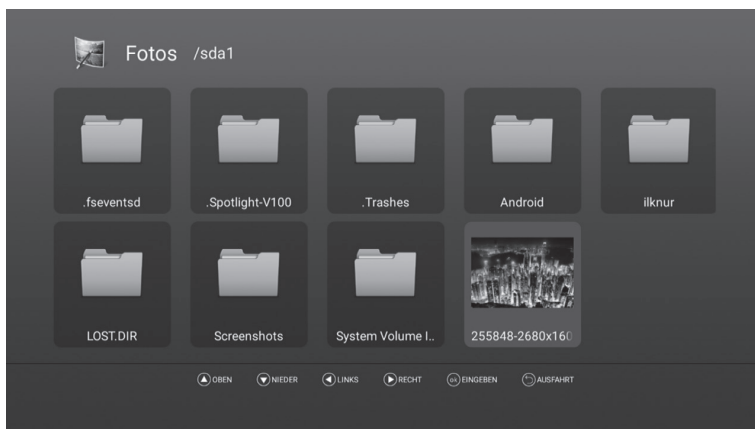 Fotos /sda1
.fseventsd .Spotlight-V100 .Trashes Android ilknur
LOST.DIR Screenshots System Volume I.. 255848-2680x160
OBEN NIEDER LINKS RECHT ok EINGEBEN AUSFAHRT